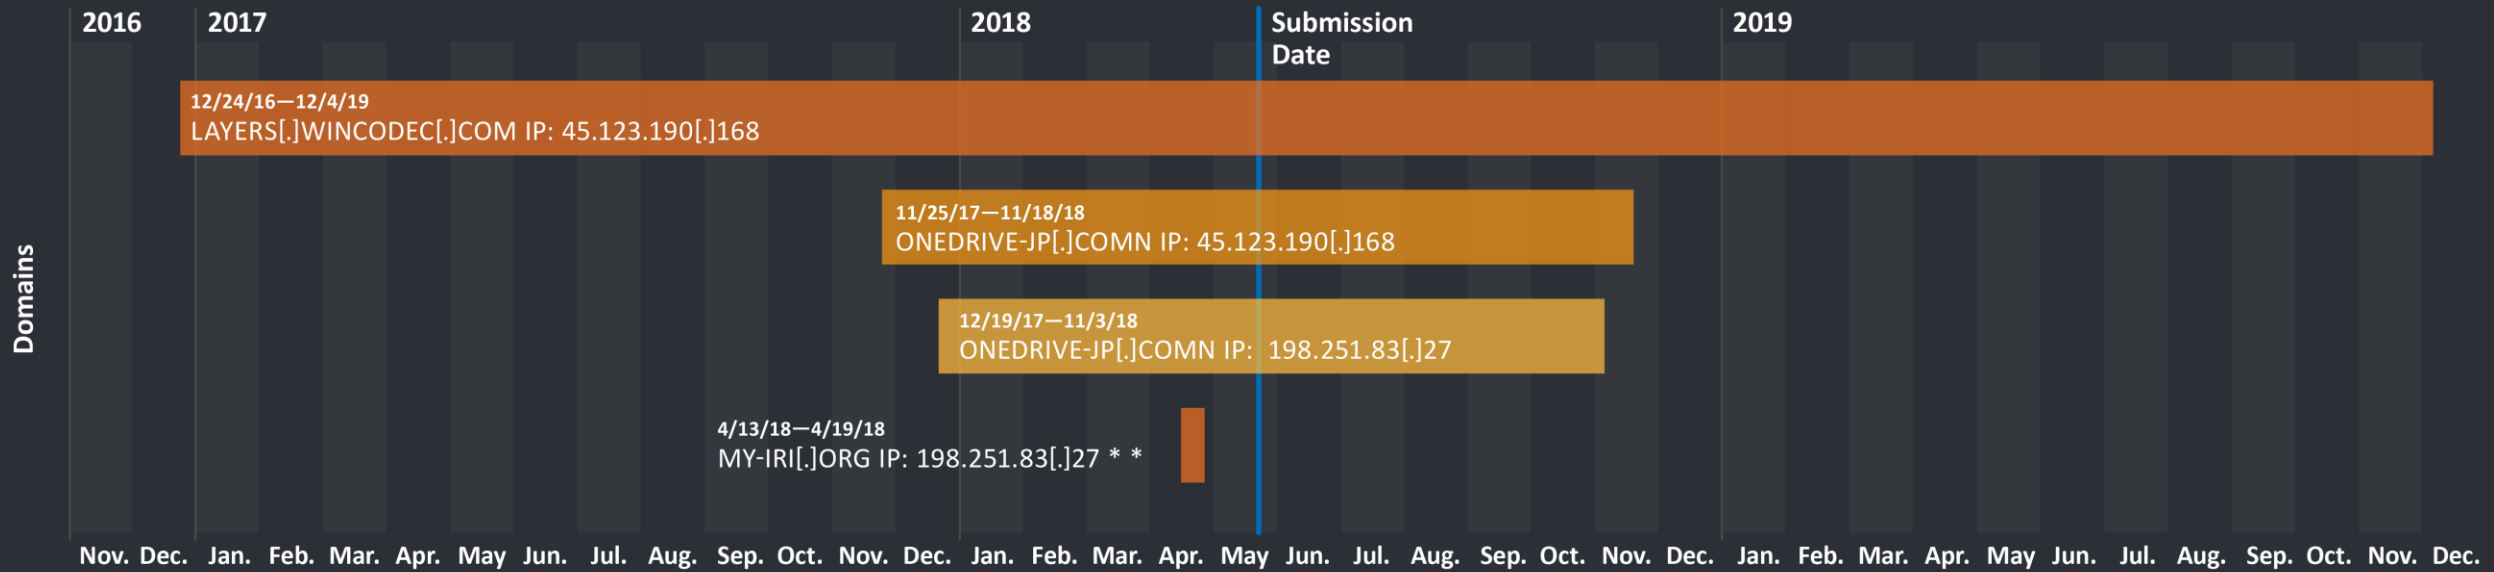 2016 2017 2018 Submission 2019
Date
12/24/16—12/4/19
LAYERS[.]WINCODEC[.]COM IP: 45.123.190[.]168
11/25/17—11/18/18
ONEDRIVE-JP[.]COMN IP: 45.123.190[.]168
12/19/17—11/3/18
ONEDRIVE-JP[.]COMN IP: 198.251.83[.]27
4/13/18—4/19/18
MY-IRI[.]ORG IP: 198.251.83[.]27 * *
Domains
Nov. Dec. Jan. Feb. Mar. Apr. May Jun. Jul. Aug. Sep. Oct. Nov. Dec. Jan. Feb. Mar. Apr. May Jun. Jul. Aug. Sep. Oct. Nov. Dec. Jan. Feb. Mar. Apr. May Jun. Jul. Aug. Sep. Oct. Nov. Dec.